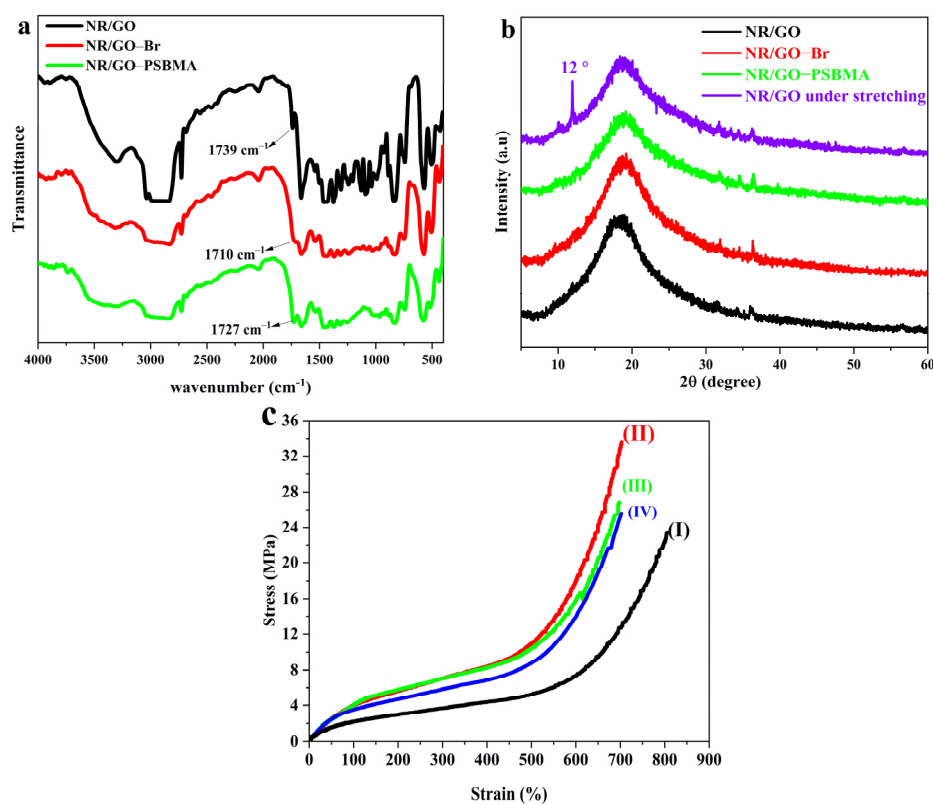 a
NR/GO
NR/GO–Br
NR/GO–PSBMA
1739 cm⁻¹
1710 cm⁻¹
1727 cm⁻¹
Transmittance
4000 3500 3000 2500 2000 1500 1000 500
wavenumber (cm⁻¹)
b
NR/GO
NR/GO–Br
NR/GO–PSBMA
NR/GO under stretching
12 °
Intensity (a.u)
10 20 30 40 50 60
2θ (degree)
c
36
32
28
24
20
16
12
8
4
0
(II)
(III)
(IV)
(I)
Stress (MPa)
0 100 200 300 400 500 600 700 800 900
Strain (%)